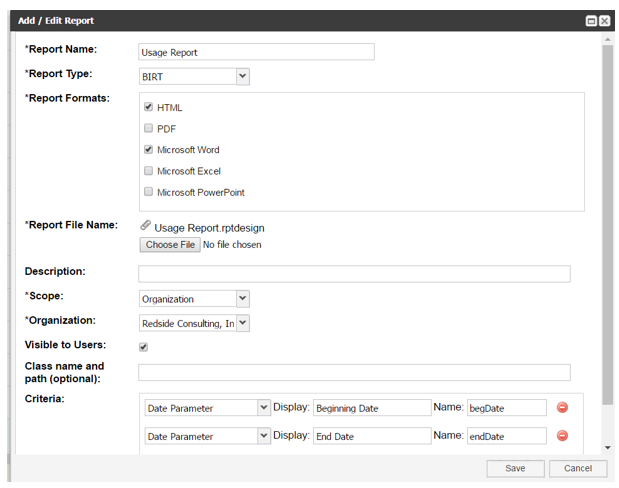 Add / Edit Report
*Report Name: Usage Report
*Report Type: BIRT
*Report Formats:
HTML
PDF
Microsoft Word
Microsoft Excel
Microsoft PowerPoint
*Report File Name: Usage Report.rptdesign
Choose File No file chosen
Description:
*Scope: Organization
*Organization: Redside Consulting, In
Visible to Users:
Class name and
path (optional):
Criteria:
Date Parameter Display: Beginning Date Name: begDate
Date Parameter Display: End Date Name: endDate
Save Cancel